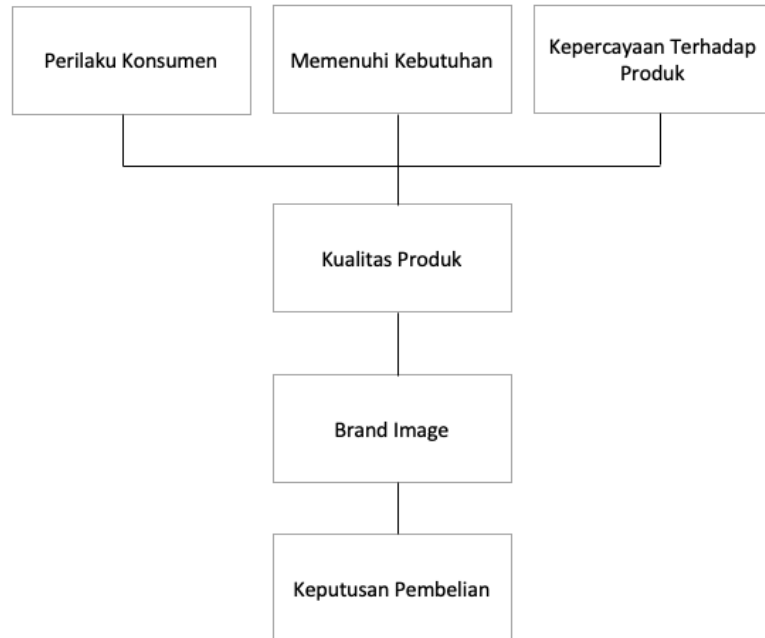 Perilaku Konsumen
Memenuhi Kebutuhan
Kepercayaan Terhadap
Produk
Kualitas Produk
Brand Image
Keputusan Pembelian